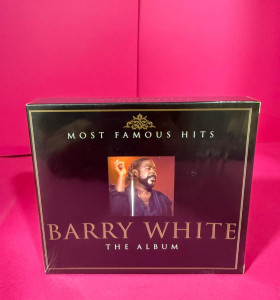 MOST FAMOUS HITS
BARRY WHITE
THE ALBUM